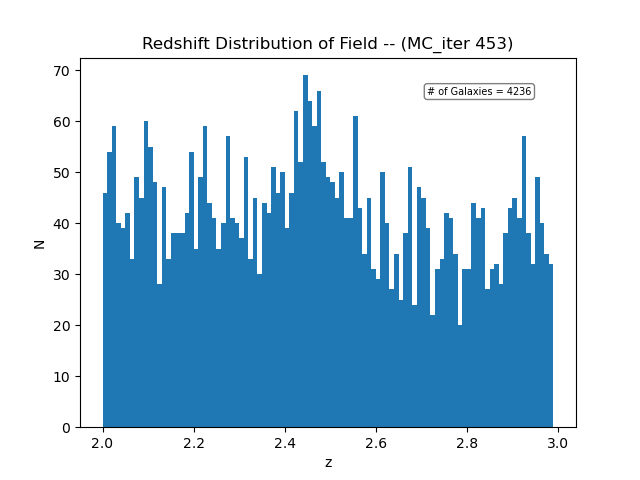 Redshift Distribution of Field -- (MC_iter 453)
# of Galaxies = 4236
70
60
50
40
30
20
10
0
N
2.0 2.2 2.4 2.6 2.8 3.0
z